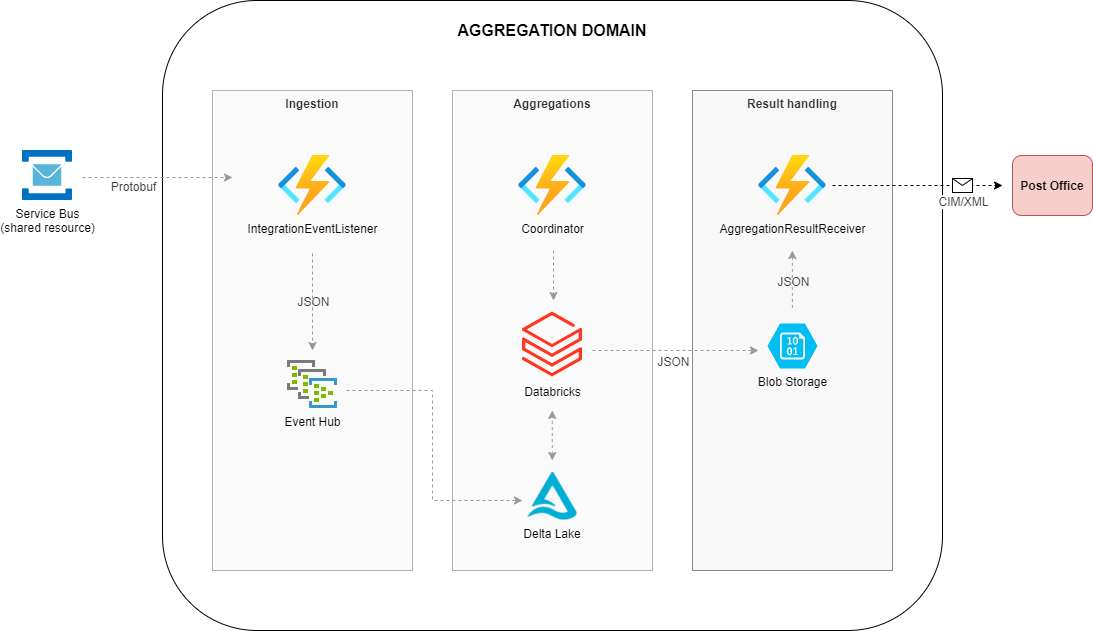 AGGREGATION DOMAIN
Ingestion
Aggregations
Result handling
Protobuf
Service Bus
(shared resource)
IntegrationEventListener
Coordinator
AggregationResultReceiver
CIM/XML
Post Office
JSON
JSON
JSON
10
01
Databricks
Blob Storage
Event Hub
Delta Lake